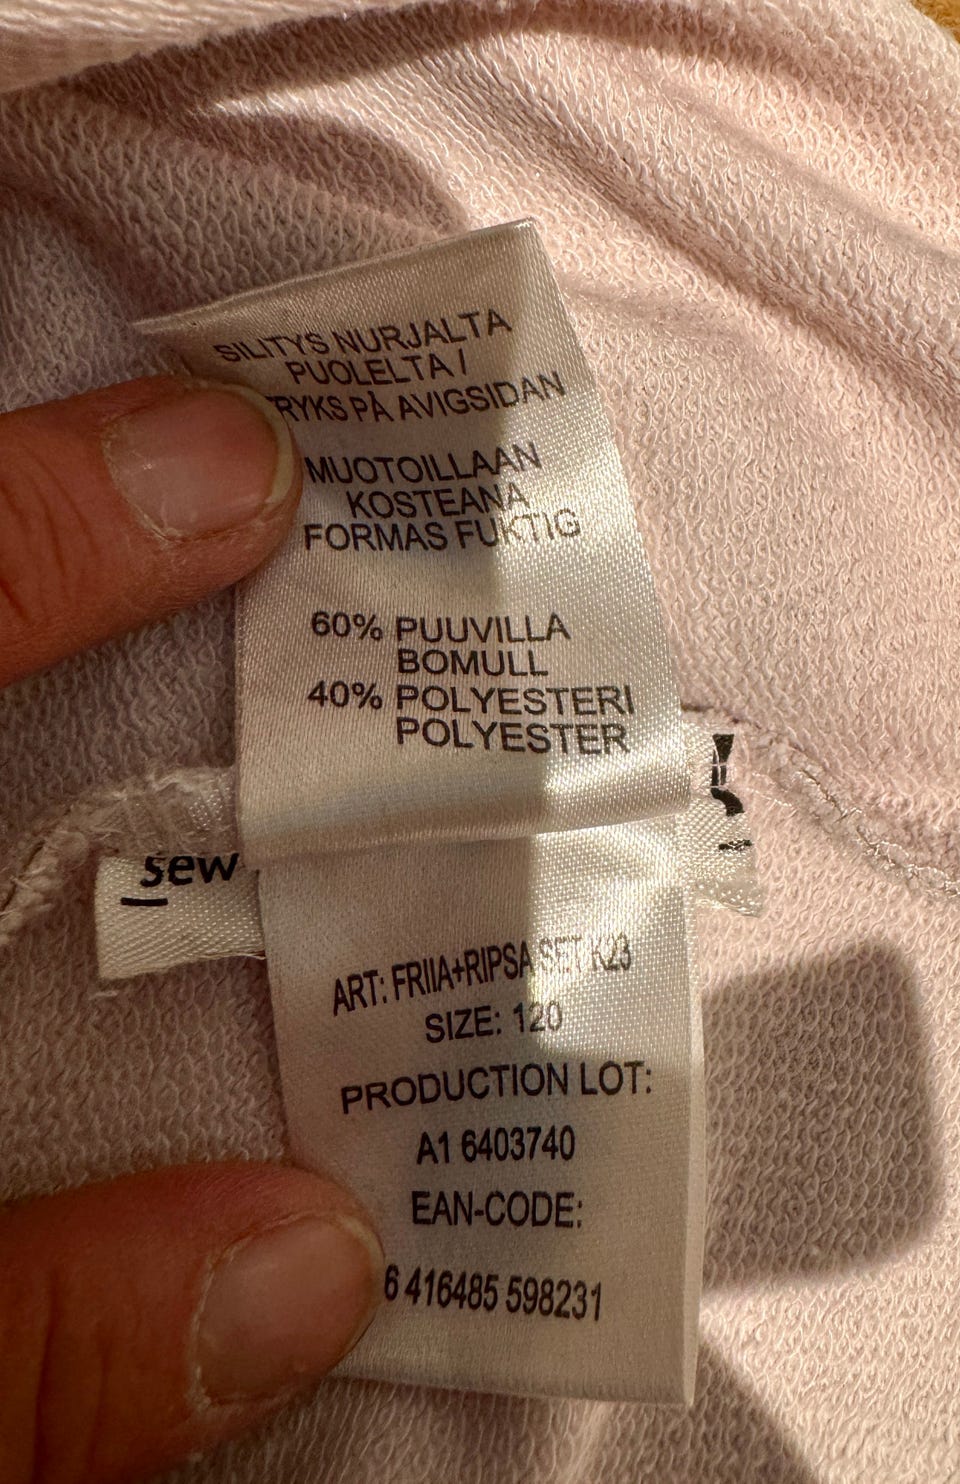 SILITYS NURJALTA
PUOLELTA /
RYKS PÅ AVIGSIDAN
MUOTOILLAAN
KOSTEANA
FORMAS FUKTIG
60% PUUVILLA
BOMULL
40% POLYESTERI
POLYESTER
sew
ART: FRIIA+RIPSA SET K23
SIZE: 120
PRODUCTION LOT:
A1 6403740
EAN-CODE:
6 416485 598231